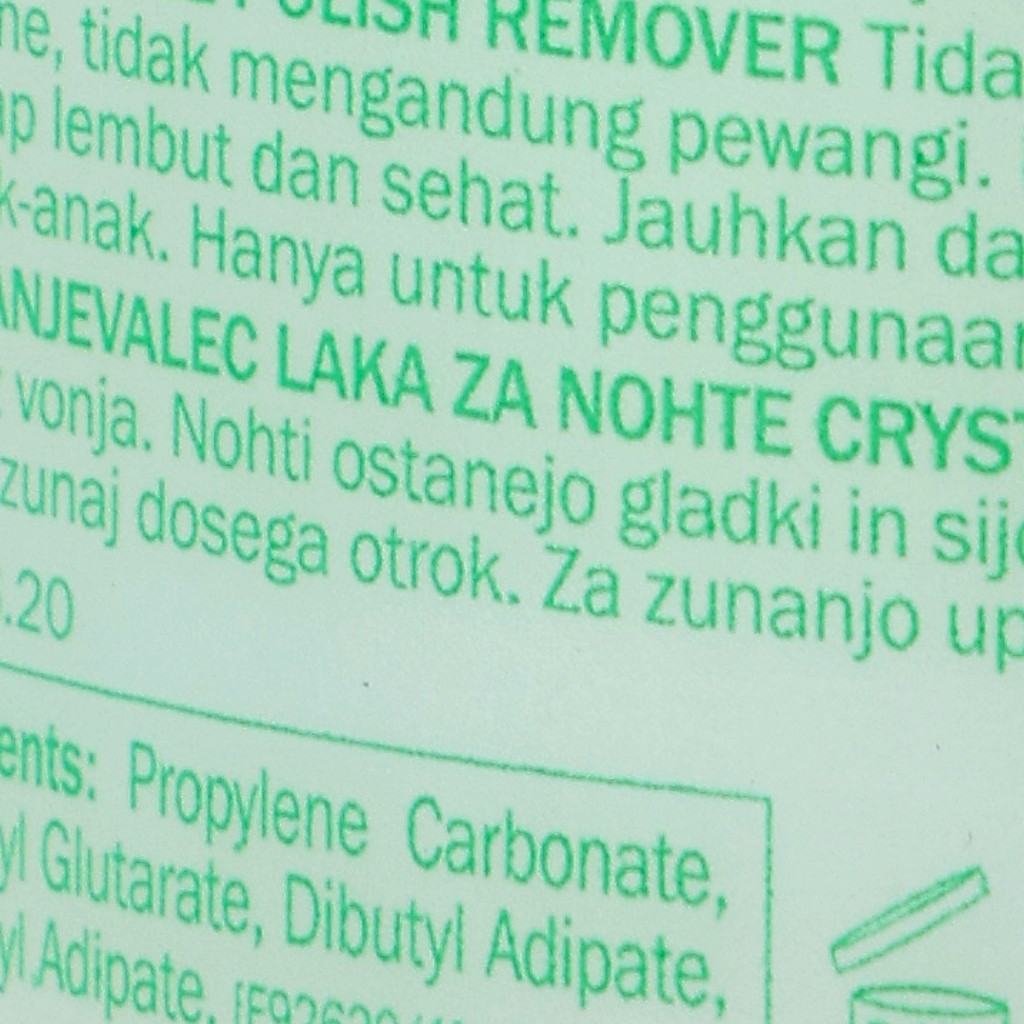 POLISH REMOVER Tida
ne, tidak mengandung pewangi.
ap lembut dan sehat. Jauhkan da
k-anak. Hanya untuk penggunaan
ANJEVALEC LAKA ZA NOHTE CRYST
vonja. Nohti ostanejo gladki in sij
zunaj dosega otrok. Za zunanjo up
.20
ents: Propylene Carbonate,
yl Glutarate, Dibutyl Adipate,
yl Adipate.